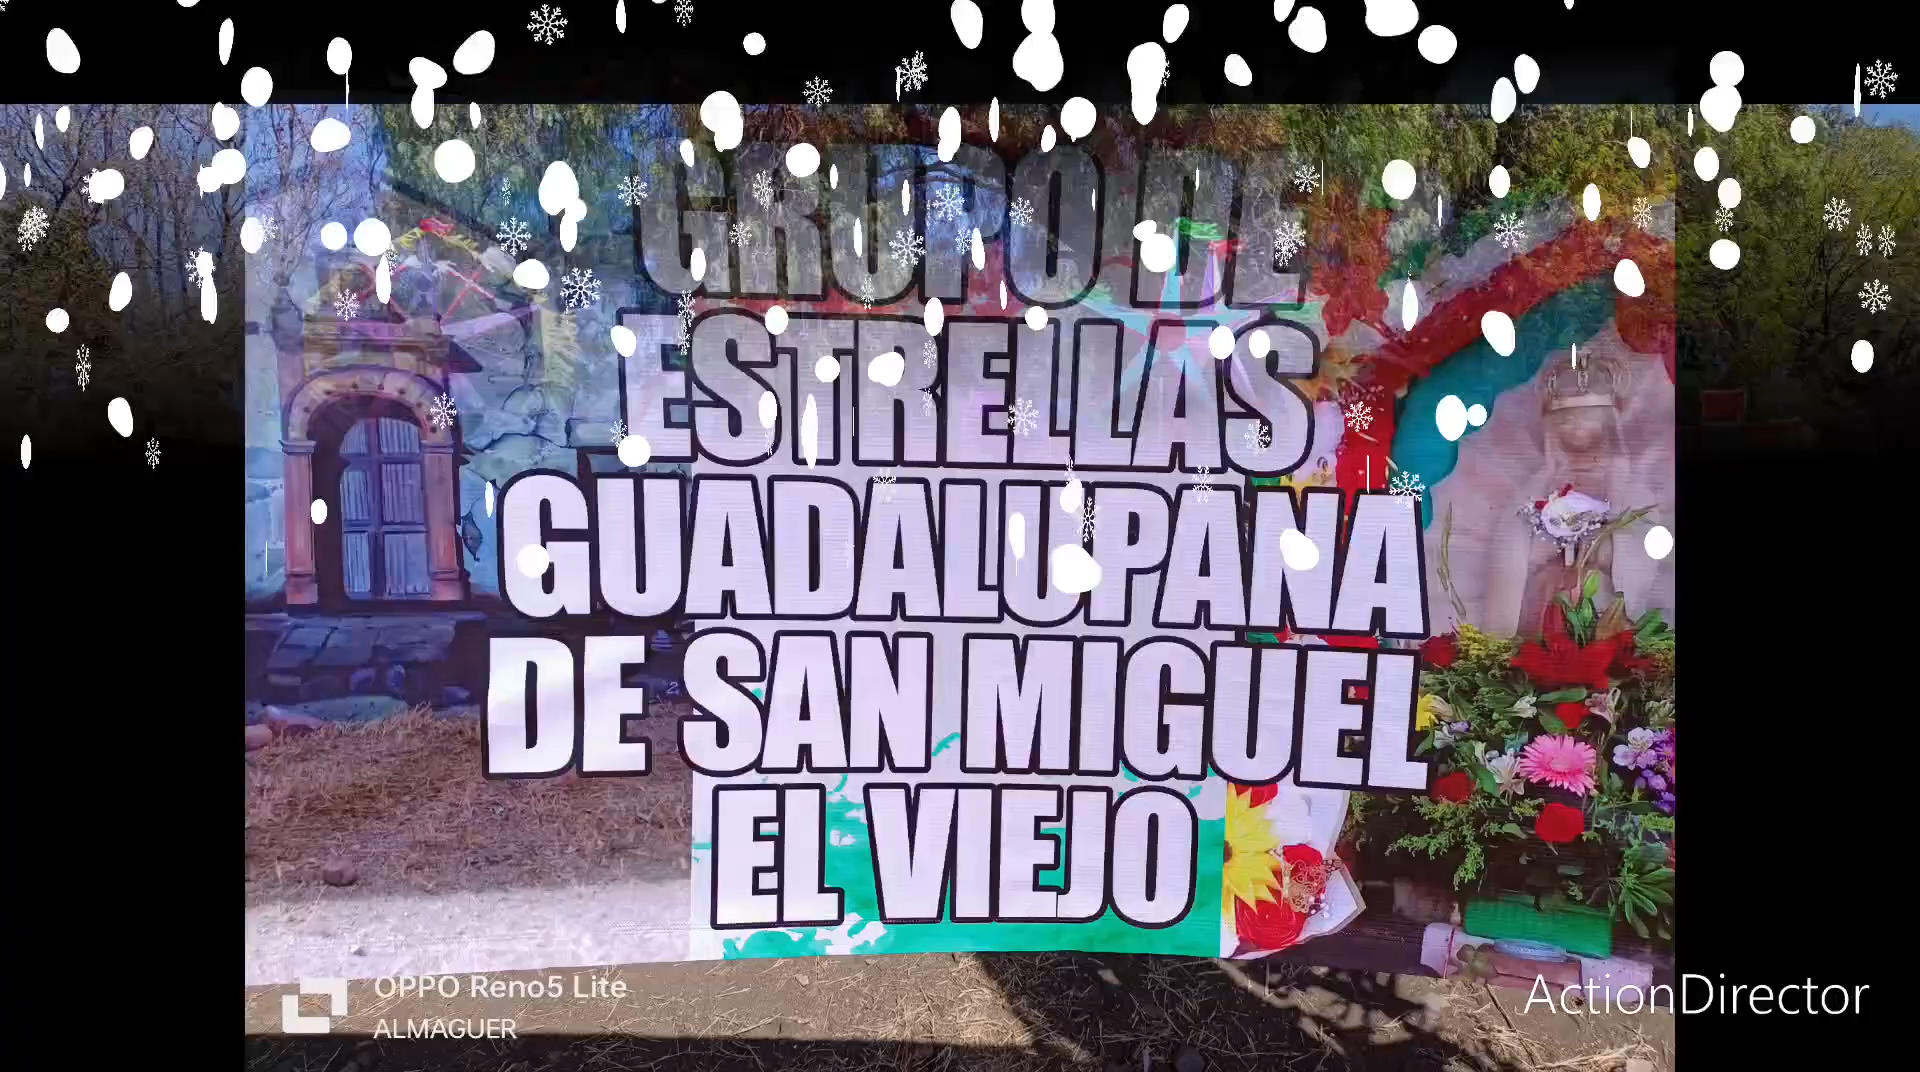 GRUPO DE
ESTRELLAS
GUADALUPANA
DE SAN MIGUEL
EL VIEJO
OPPO Reno5 Lite
ALMAGUER
ActionDirector